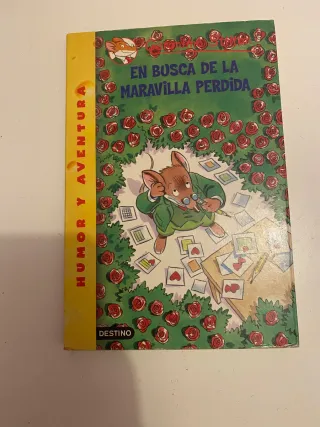 EN BUSCA DE LA
MARAVILLA PERDIDA
HUMOR Y AVENTURA
DESTINO